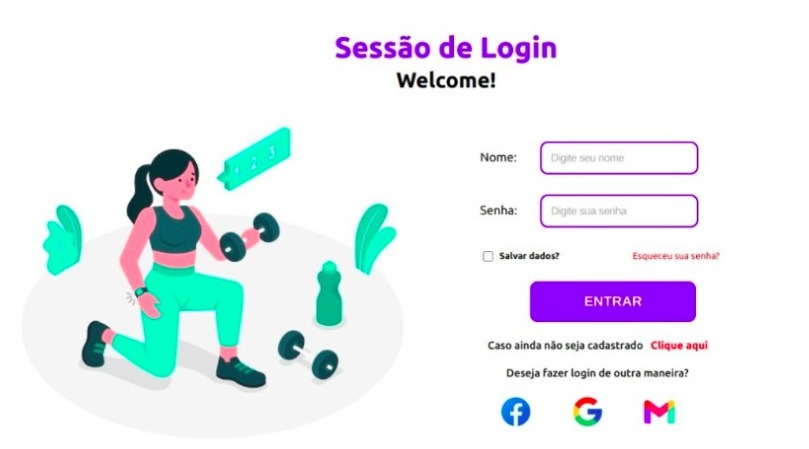 Sessão de Login
Welcome!
1 2 3
Nome: Digite seu nome
Senha: Digite sua senha
Salvar dados? Esqueceu sua senha?
ENTRAR
Caso ainda não seja cadastrado Clique aqui
Deseja fazer login de outra maneira?